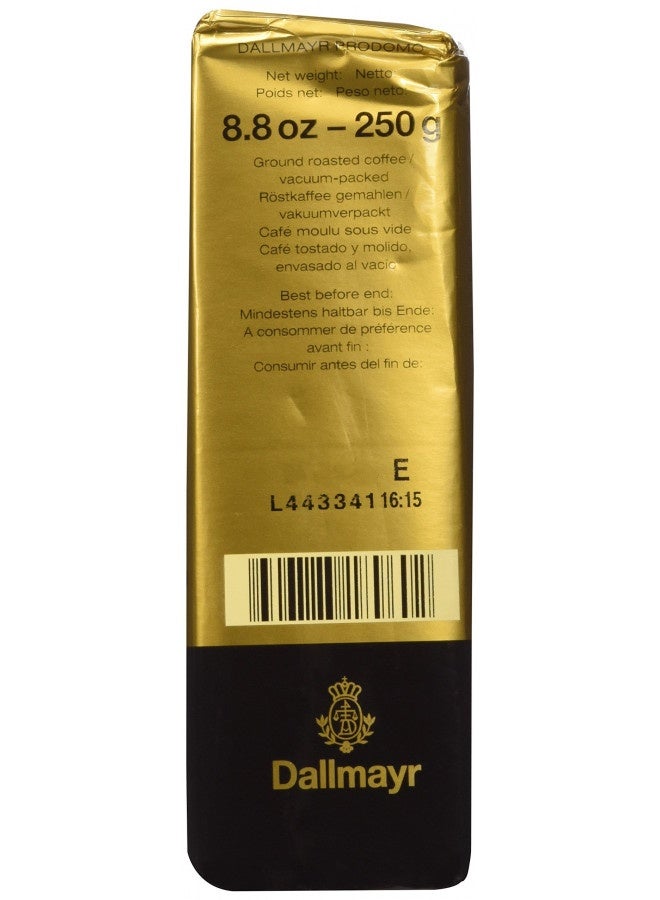 DALLMAYR PRODOMO
Net weight: Netto:
Poids net: Peso neto:
8.8 oz – 250 g
Ground roasted coffee /
vacuum-packed
Röstkaffee gemahlen /
vakuumverpackt
Café moulu sous vide
Café tostado y molido,
envasado al vacío
Best before end:
Mindestens haltbar bis Ende:
A consommer de préférence
avant fin :
Consumir antes del fin de:
E
L443341 16:15
Dallmayr